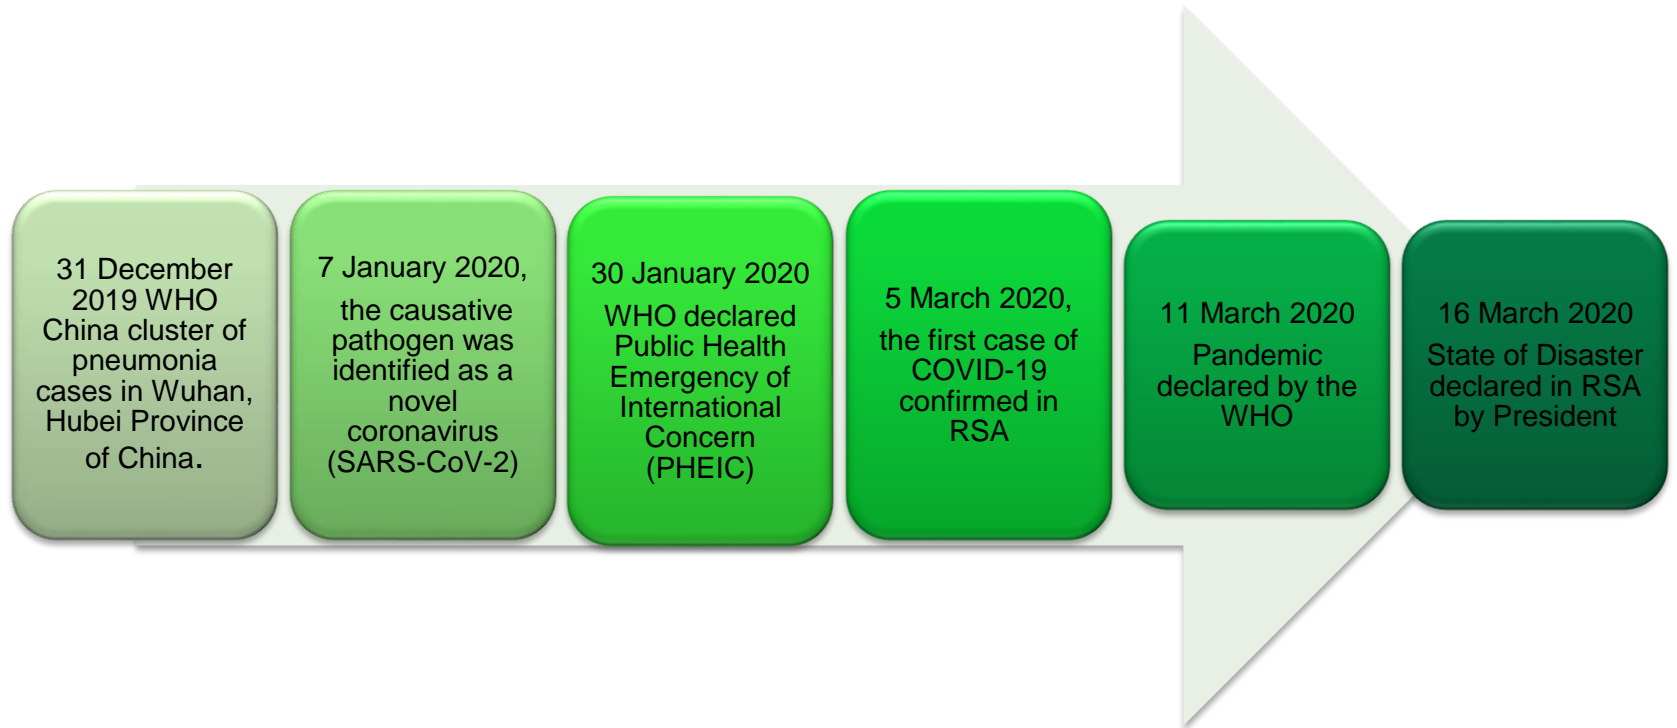 31 December
2019 WHO
China cluster of
pneumonia
cases in Wuhan,
Hubei Province
of China.
7 January 2020,
the causative
pathogen was
identified as a
novel
coronavirus
(SARS-CoV-2)
30 January 2020
WHO declared
Public Health
Emergency of
International
Concern
(PHEIC)
5 March 2020,
the first case of
COVID-19
confirmed in
RSA
11 March 2020
Pandemic
declared by the
WHO
16 March 2020
State of Disaster
declared in RSA
by President